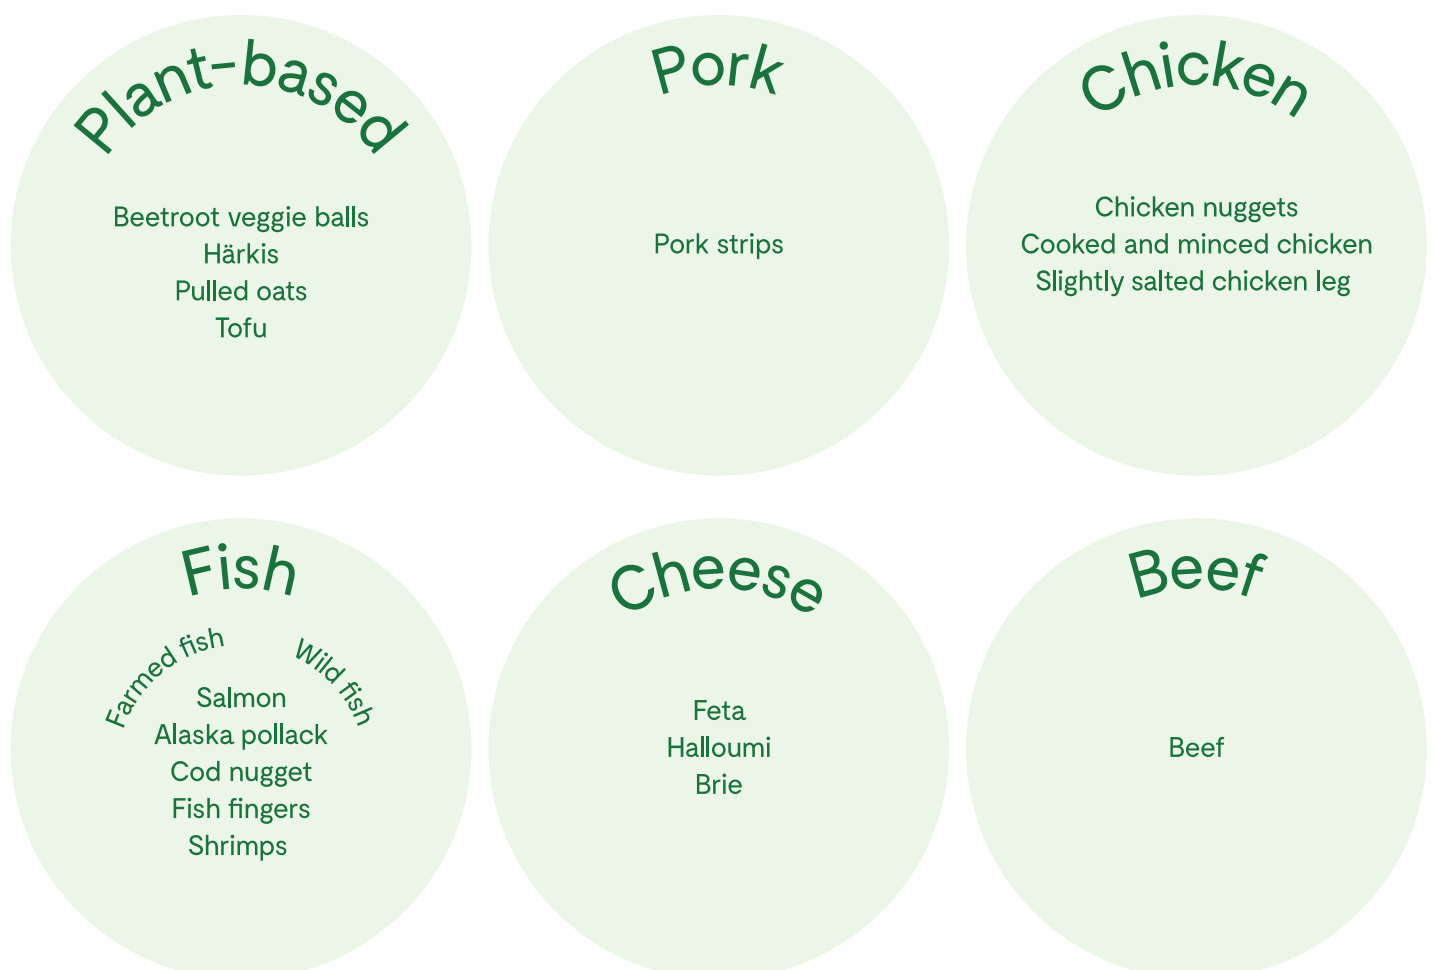 Plant-based
Beetroot veggie balls
Härkis
Pulled oats
Tofu
Pork
Pork strips
Chicken
Chicken nuggets
Cooked and minced chicken
Slightly salted chicken leg
Fish
Farmed fish
Wild fish
Salmon
Alaska pollack
Cod nugget
Fish fingers
Shrimps
Cheese
Feta
Halloumi
Brie
Beef
Beef